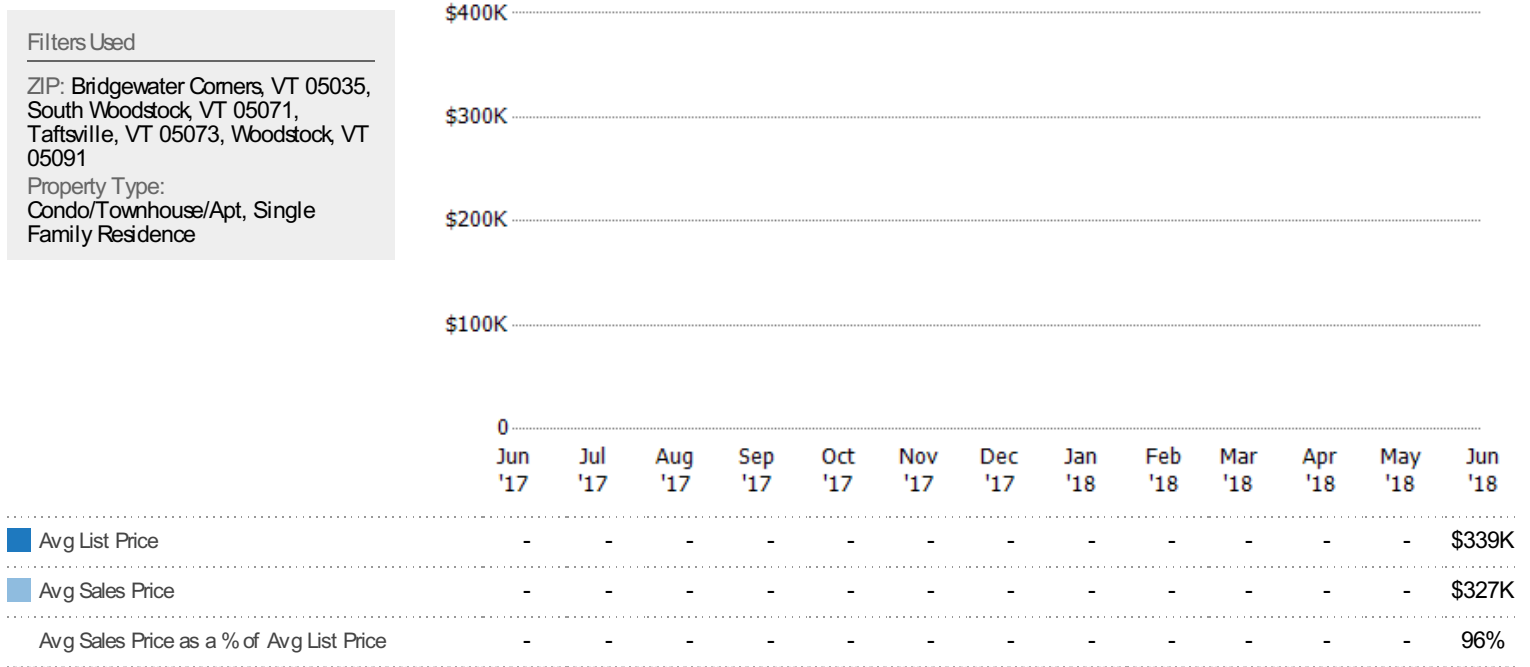 Filters Used
ZIP: Bridgewater Corners, VT 05035,
South Woodstock, VT 05071,
Taftsville, VT 05073, Woodstock, VT
05091
Property Type:
Condo/Townhouse/Apt, Single
Family Residence
$400K
$300K
$200K
$100K
0
Jun Jul Aug Sep Oct Nov Dec Jan Feb Mar Apr May Jun
'17 '17 '17 '17 '17 '17 '17 '18 '18 '18 '18 '18 '18
Avg List Price - - - - - - - - - - - - $339K
Avg Sales Price - - - - - - - - - - - - $327K
Avg Sales Price as a % of Avg List Price - - - - - - - - - - - - 96%